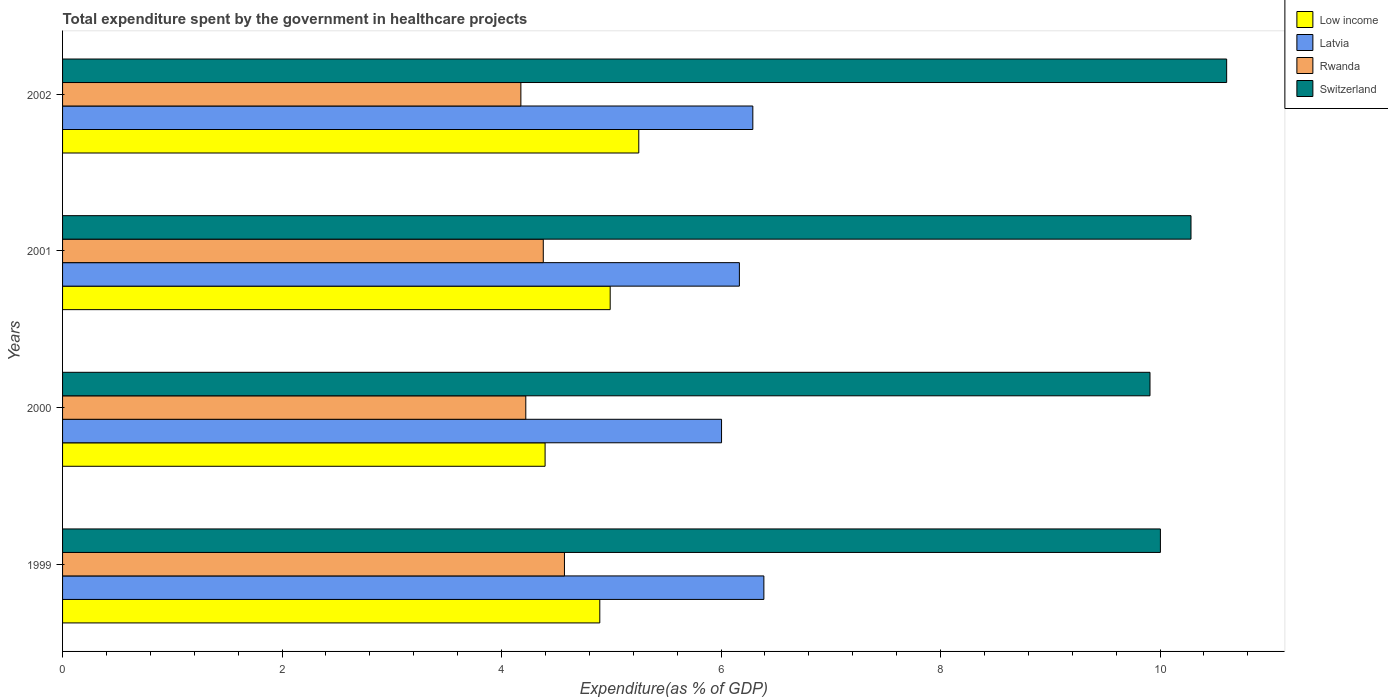 Total expenditure spent by the government in healthcare projects
Low income
Latvia
Rwanda
Switzerland
2002
2001
2000
1999
Years
0
2
4
6
8
10
Expenditure(as % of GDP)